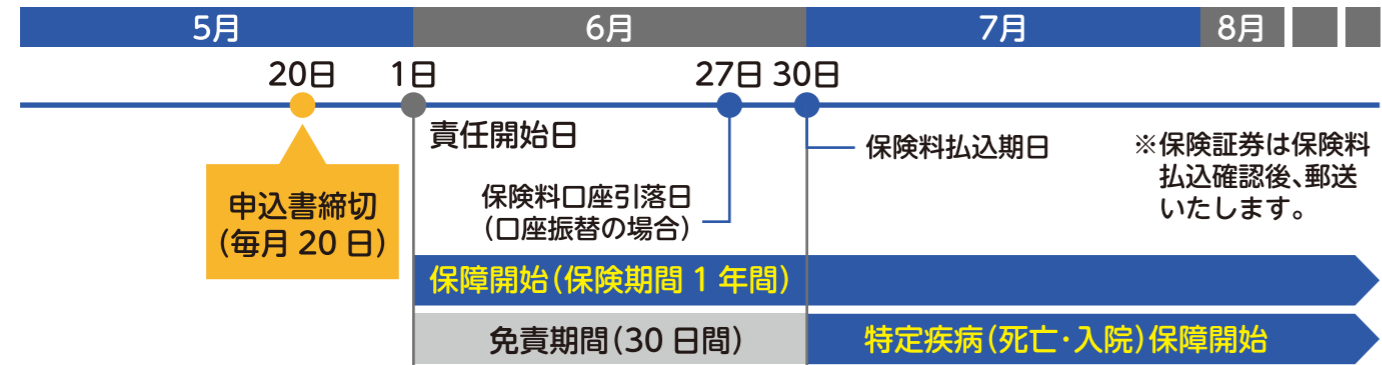 5月 6月 7月 8月
20日 1日 27日 30日
責任開始日
保険料払込期日
※保険証券は保険料
払込確認後、郵送
いたします。
保険料口座引落日
(口座振替の場合)
申込書締切
(毎月 20 日)
保障開始(保険期間 1 年間)
免責期間(30 日間) 特定疾病(死亡・入院)保障開始